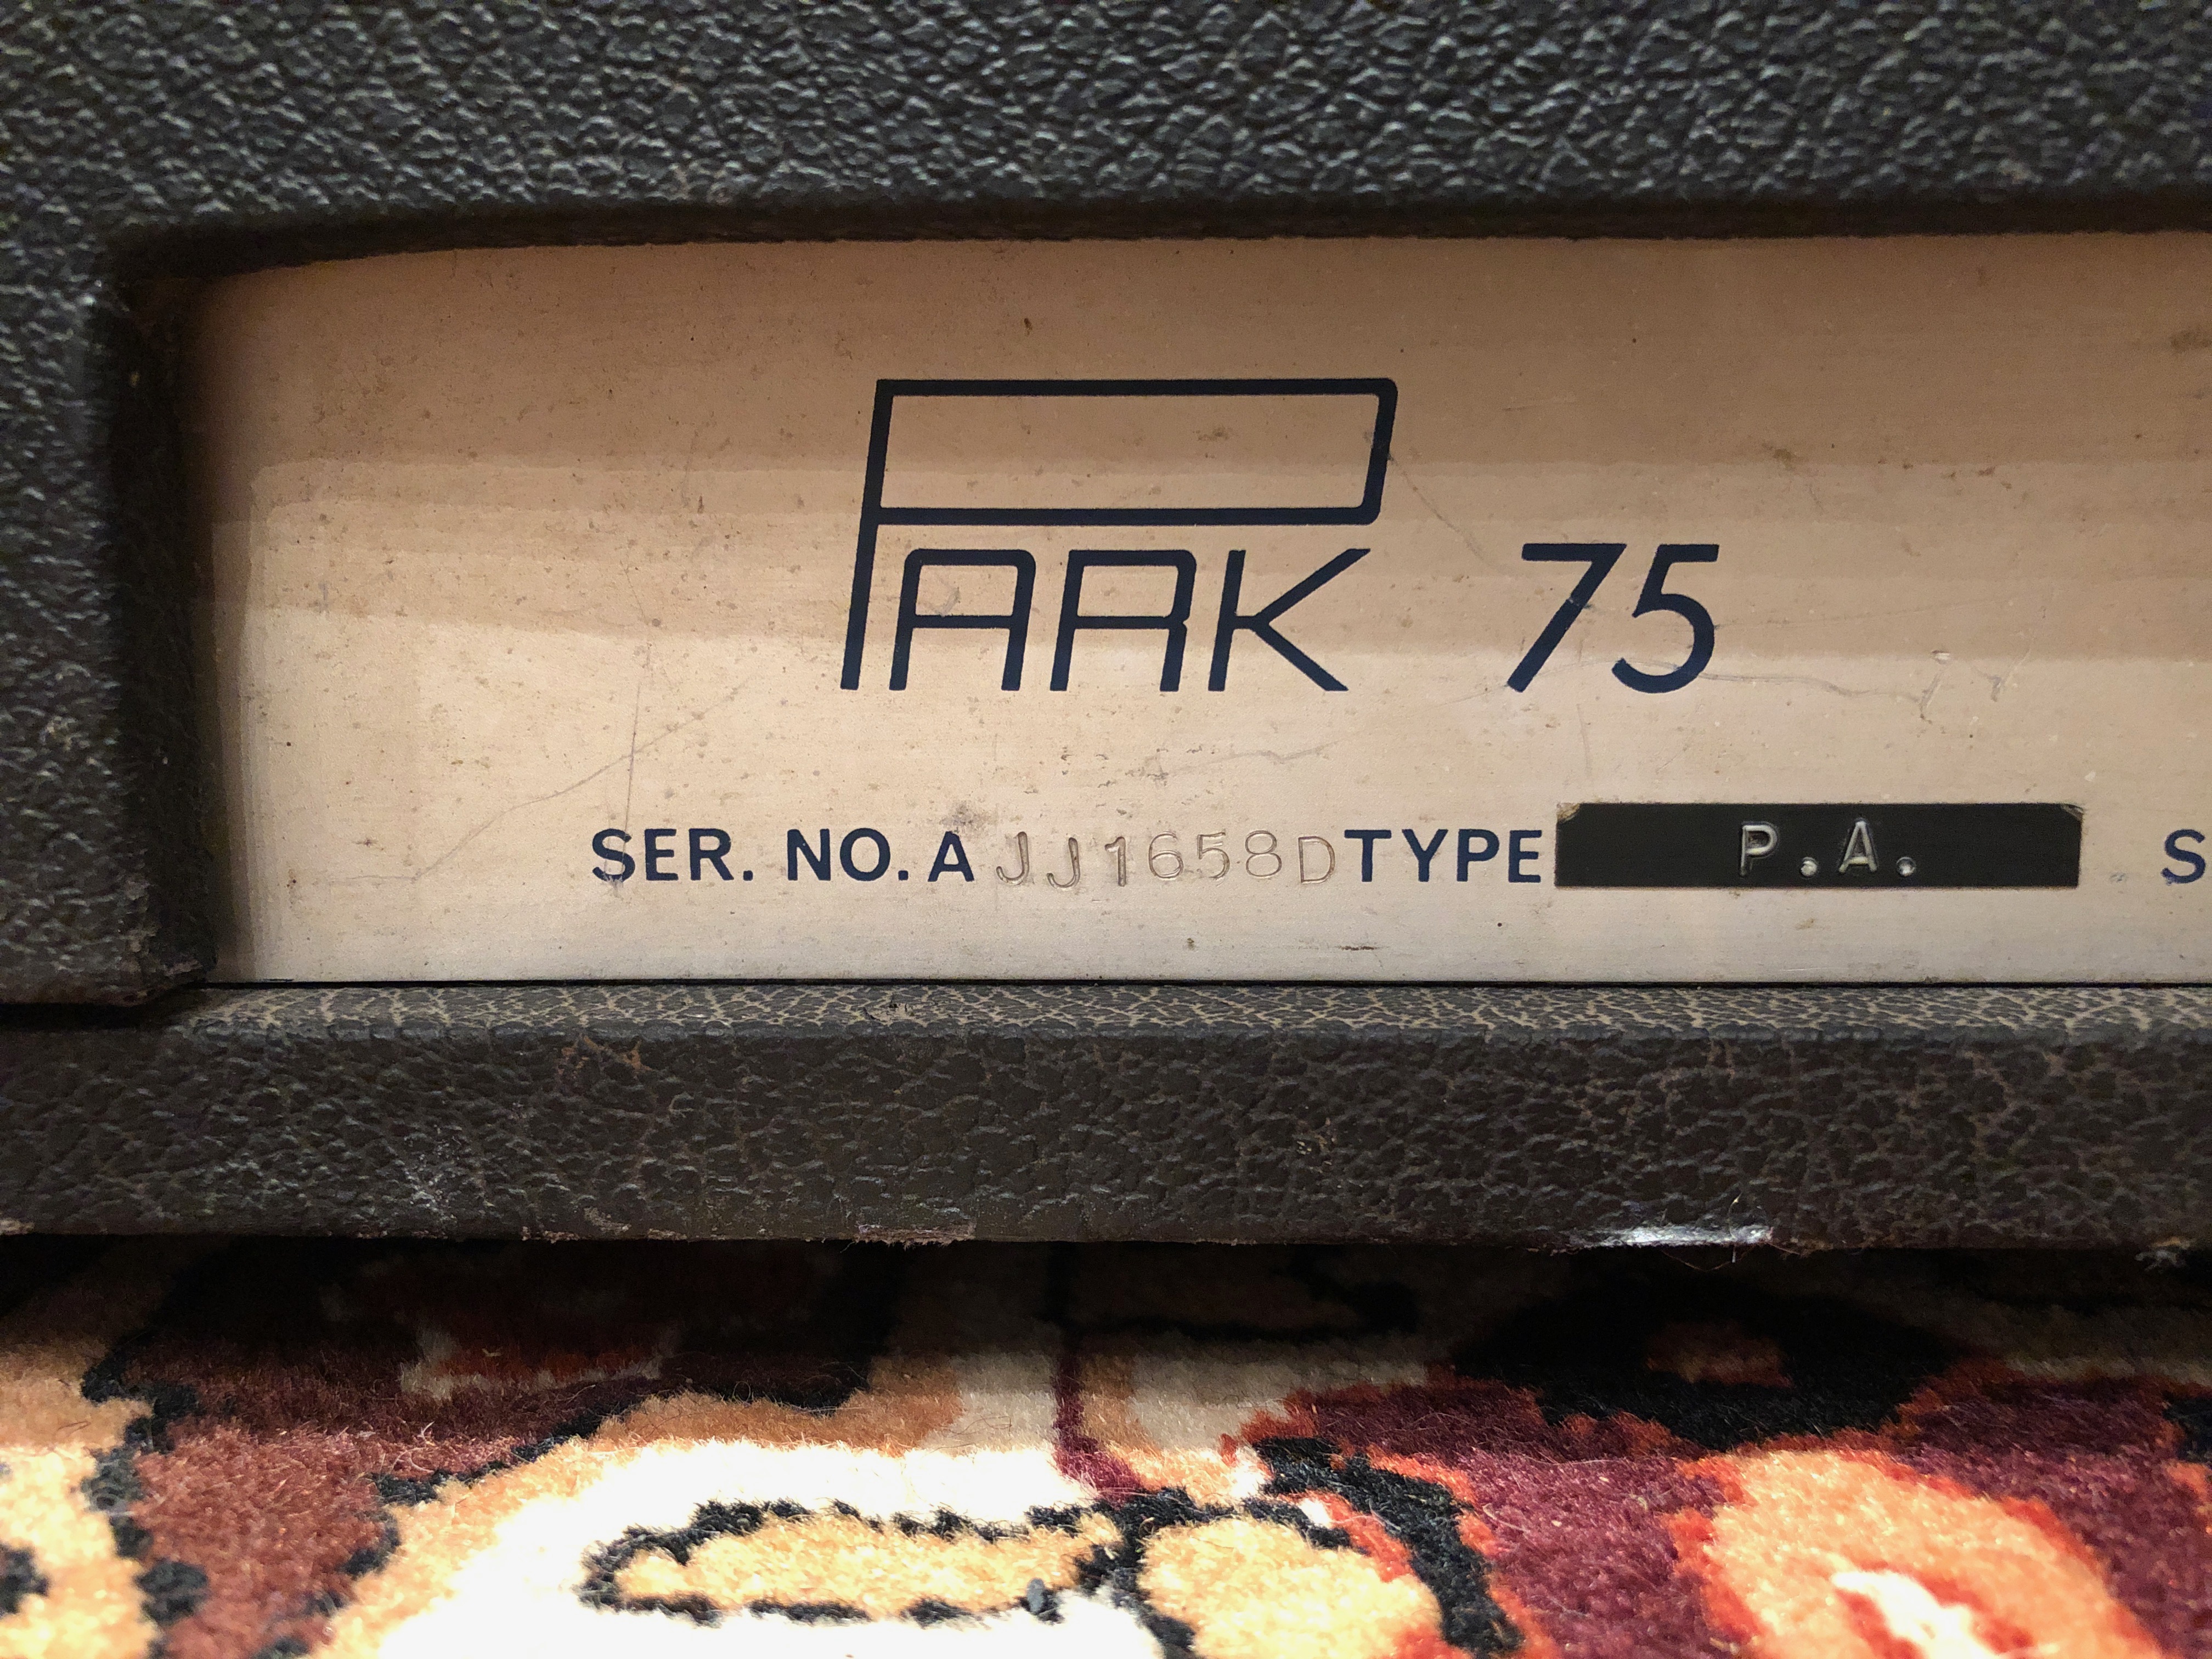 PARK 75
SER. NO. A JJ1658D TYPE P.A. S